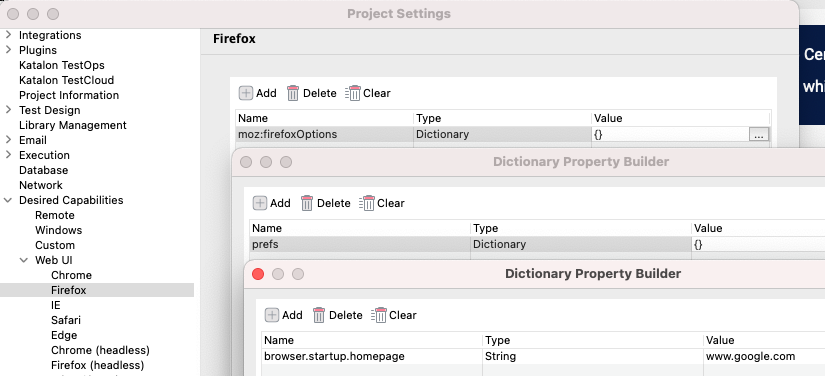 Project Settings
Integrations
Plugins
Katalon TestOps
Katalon TestCloud
Project Information
Test Design
Library Management
Email
Execution
Database
Network
Desired Capabilities
Remote
Windows
Custom
Web UI
Chrome
Firefox
IE
Safari
Edge
Chrome (headless)
Firefox (headless)
Firefox
Add Delete Clear
Name Type Value
moz:firefoxOptions Dictionary {} ...
Dictionary Property Builder
Add Delete Clear
Name Type Value
prefs Dictionary {}
Dictionary Property Builder
Add Delete Clear
Name Type Value
browser.startup.homepage String www.google.com
Cer
whi